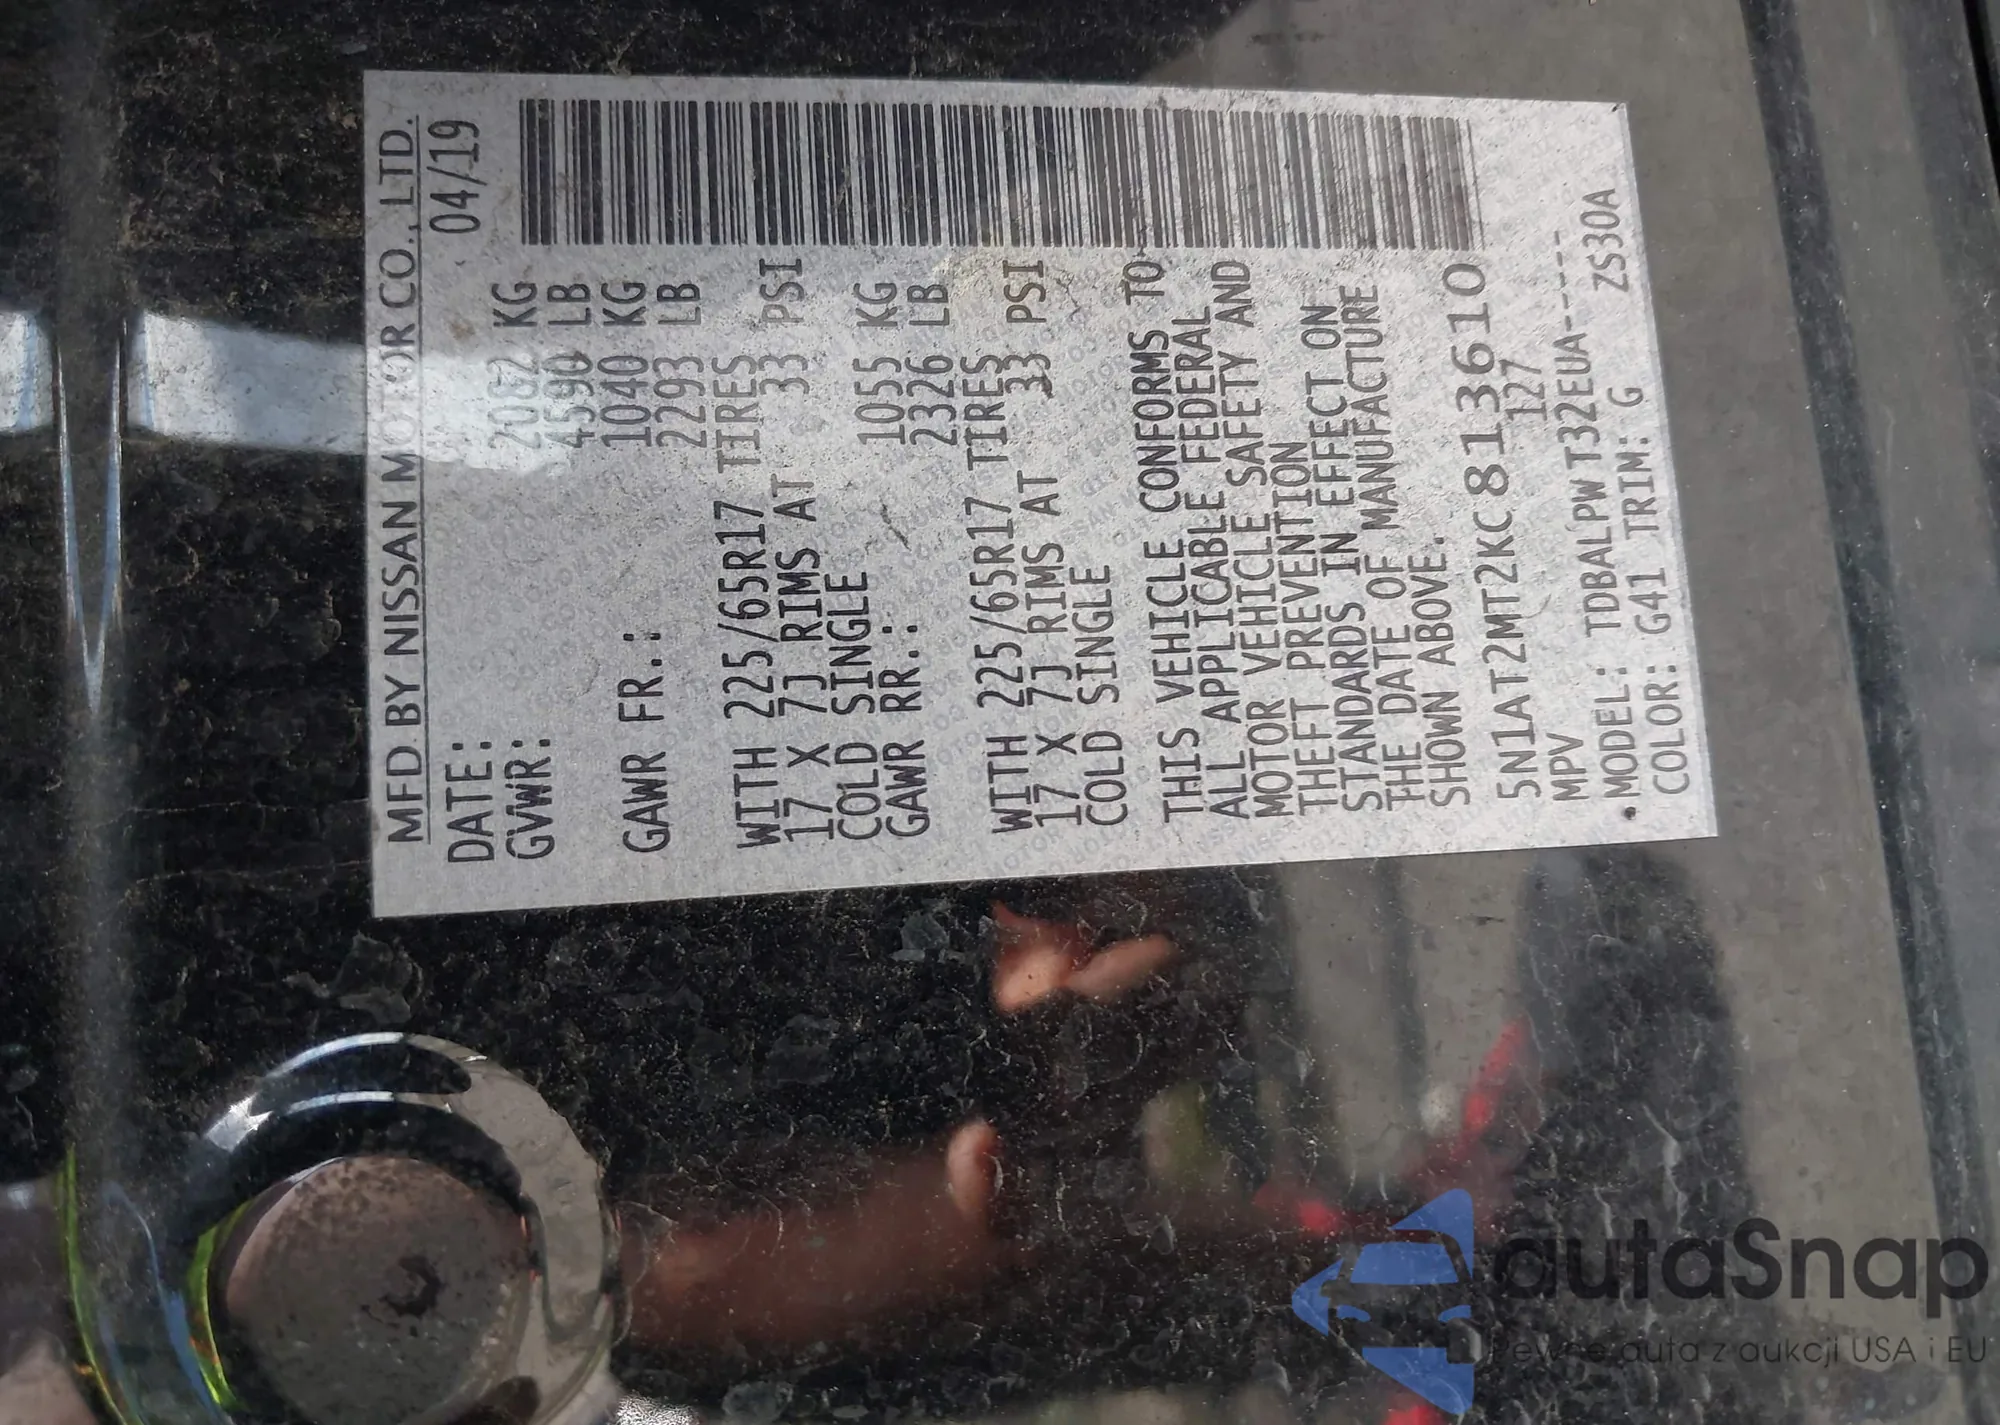 MFD BY NISSAN MOTOR CO., LTD.
DATE: 04/19
GVWR: 2082 KG
4590 LB
GAWR FR.: 1040 KG
2293 LB
WITH 225/65R17 TIRES
17 X 7J RIMS AT 33 PSI
COLD SINGLE
GAWR RR.: 1055 KG
2326 LB
WITH 225/65R17 TIRES
17 X 7J RIMS AT 33 PSI
COLD SINGLE
THIS VEHICLE CONFORMS TO
ALL APPLICABLE FEDERAL
MOTOR VEHICLE SAFETY AND
THEFT PREVENTION
STANDARDS IN EFFECT ON
THE DATE OF MANUFACTURE
SHOWN ABOVE.
5N1AT2MT2KC813610
MPV 127
•MODEL: TDBALPWT32EUA-----
COLOR: G41 TRIM: G ZS30A
autaSnap
Pewne auta z aukcji USA i EU